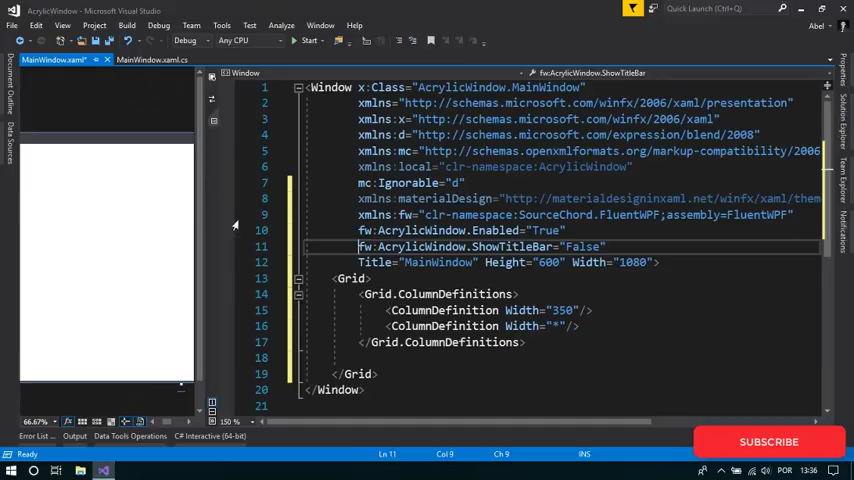 AcrylicWindow - Microsoft Visual Studio
Quick Launch (Ctrl+Q)
File Edit View Project Build Debug Team Tools Test Analyze Window Help
Abel
Debug Any CPU Start
MainWindow.xaml* MainWindow.xaml.cs
Window fw:AcrylicWindow.ShowTitleBar
Document Outline
Data Sources
Properties
Solution Explorer
Team Explorer
Notifications
1 <Window x:Class="AcrylicWindow.MainWindow"
2 xmlns="http://schemas.microsoft.com/winfx/2006/xaml/presentation"
3 xmlns:x="http://schemas.microsoft.com/winfx/2006/xaml"
4 xmlns:d="http://schemas.microsoft.com/expression/blend/2008"
5 xmlns:mc="http://schemas.openxmlformats.org/markup-compatibility/2006
6 xmlns:local="clr-namespace:AcrylicWindow"
7 mc:Ignorable="d"
8 xmlns:materialDesign="http://materialdesigninxaml.net/winfx/xaml/them
9 xmlns:fw="clr-namespace:SourceChord.FluentWPF;assembly=FluentWPF"
10 fw:AcrylicWindow.Enabled="True"
11 fw:AcrylicWindow.ShowTitleBar="False"
12 Title="MainWindow" Height="600" Width="1080">
13 <Grid>
14 <Grid.ColumnDefinitions>
15 <ColumnDefinition Width="350"/>
16 <ColumnDefinition Width="*"/>
17 </Grid.ColumnDefinitions>
18
19 </Grid>
20 </Window>
21
66.67% fx 150 %
Error List ... Output Data Tools Operations C# Interactive (64-bit)
SUBSCRIBE
Ready Ln 11 Col 9 Ch 9 INS
POR 13:36